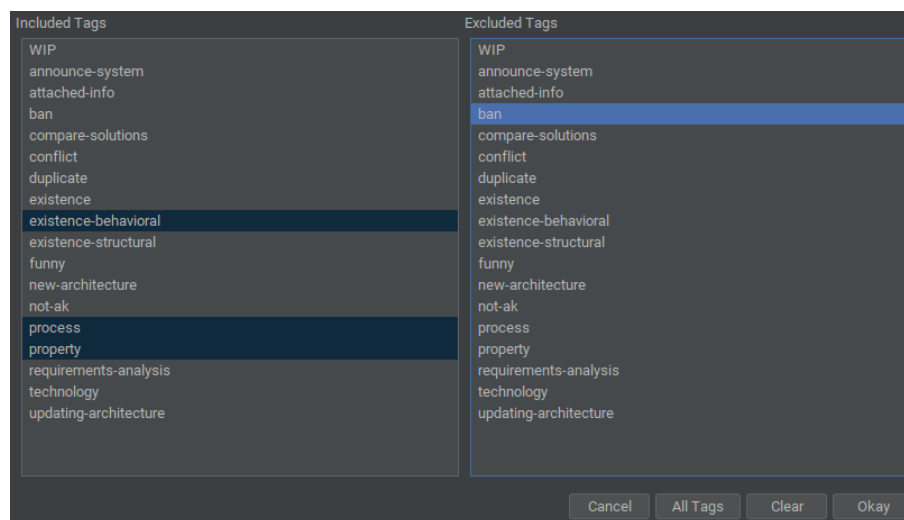 Included Tags
WIP
announce-system
attached-info
ban
compare-solutions
conflict
duplicate
existence
existence-behavioral
existence-structural
funny
new-architecture
not-ak
process
property
requirements-analysis
technology
updating-architecture
Excluded Tags
WIP
announce-system
attached-info
ban
compare-solutions
conflict
duplicate
existence
existence-behavioral
existence-structural
funny
new-architecture
not-ak
process
property
requirements-analysis
technology
updating-architecture
Cancel All Tags Clear Okay